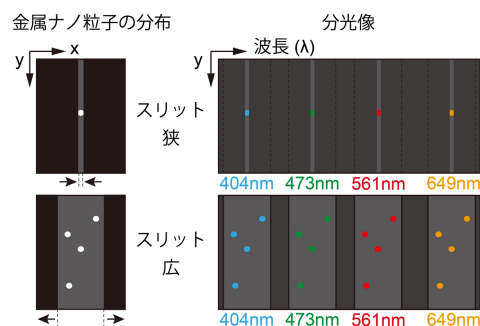 金属ナノ粒子の分布
分光像
x
y
波長 (λ)
y
スリット
狭
404nm 473nm 561nm 649nm
スリット
広
404nm 473nm 561nm 649nm